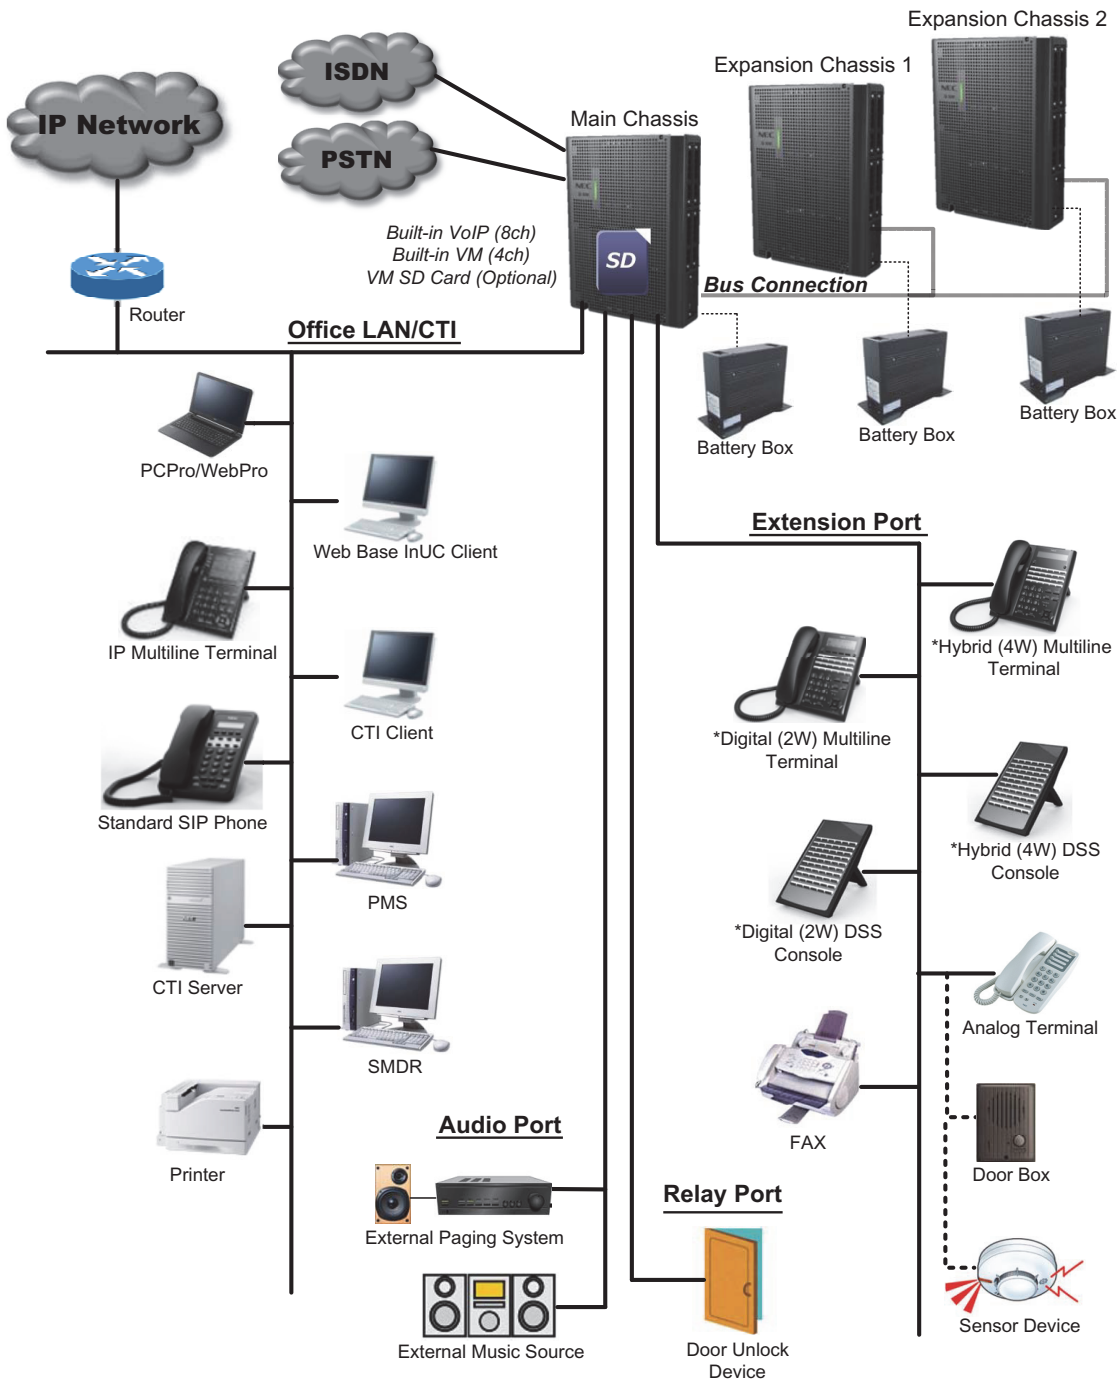 Expansion Chassis 2
Expansion Chassis 1
Main Chassis
ISDN
IP Network
PSTN
NEC
NEC
NEC
Built-in VoIP (8ch)
Built-in VM (4ch)
VM SD Card (Optional)
SD
Bus Connection
Router
Office LAN/CTI
Battery Box
Battery Box
Battery Box
PCPro/WebPro
Web Base InUC Client
Extension Port
IP Multiline Terminal
*Hybrid (4W) Multiline
Terminal
CTI Client
*Digital (2W) Multiline
Terminal
Standard SIP Phone
*Hybrid (4W) DSS
Console
PMS
*Digital (2W) DSS
Console
CTI Server
Analog Terminal
SMDR
FAX
Audio Port
Printer
Door Box
Relay Port
External Paging System
Sensor Device
External Music Source
Door Unlock
Device